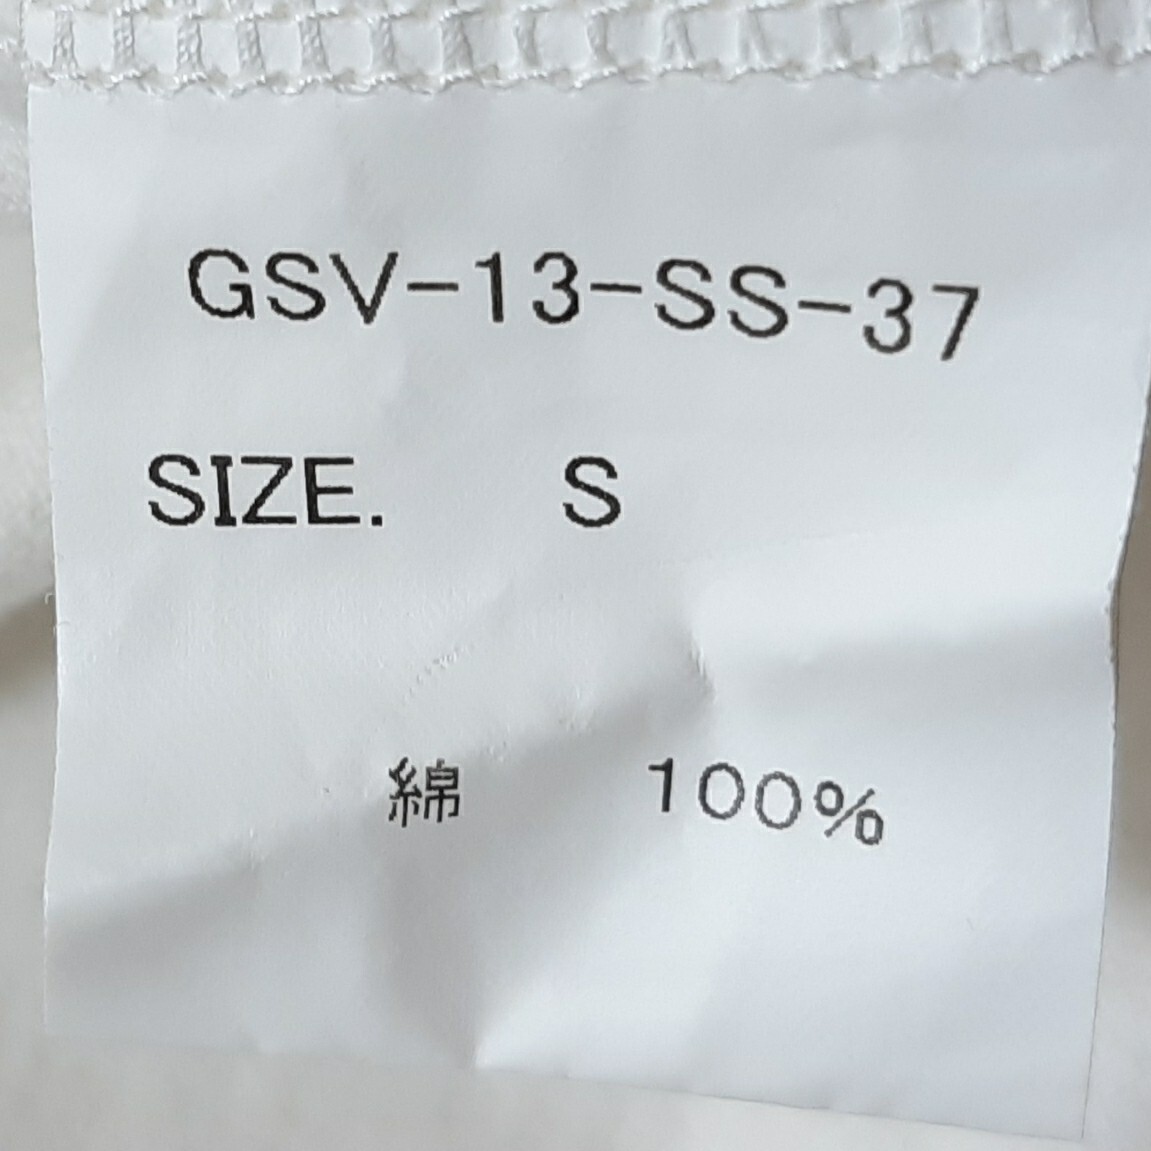 GSV-13-SS-37
SIZE. S
綿 100%